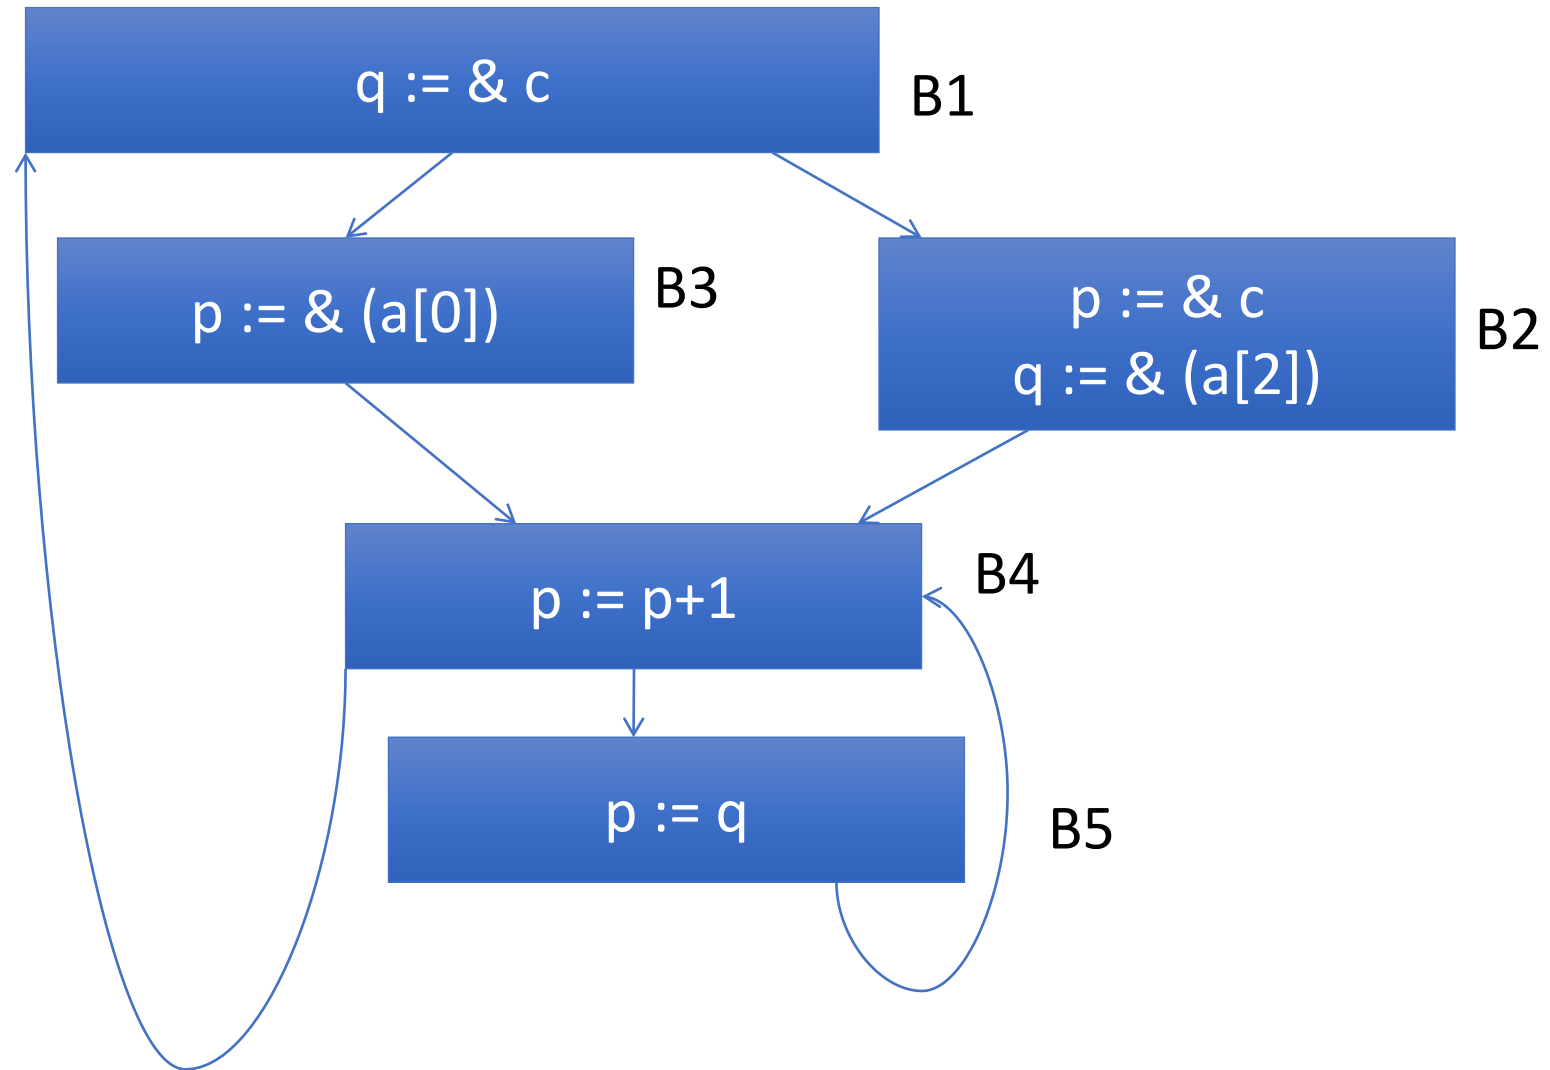 q := & c
B1
p := & (a[0])
B3
p := & c
q := & (a[2])
B2
p := p+1
B4
p := q
B5